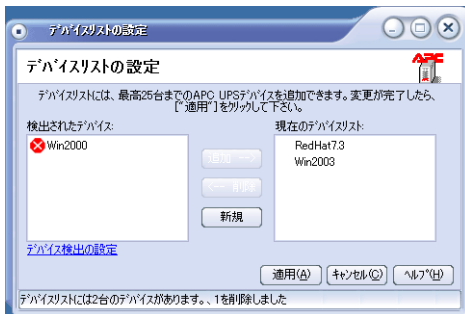 ﾃﾞﾊﾞｲｽﾘｽﾄの設定
ﾃﾞﾊﾞｲｽﾘｽﾄの設定
APC
ﾃﾞﾊﾞｲｽﾘｽﾄには、最高25台までのAPC UPSﾃﾞﾊﾞｲｽを追加できます。変更が完了したら、
["適用"]をｸﾘｯｸして下さい。
検出されたﾃﾞﾊﾞｲｽ:
現在のﾃﾞﾊﾞｲｽﾘｽﾄ:
Win2000
RedHat7.3
Win2003
追加 -->
<-- 削除
新規
ﾃﾞﾊﾞｲｽ検出の設定
適用(A)
ｷｬﾝｾﾙ(C)
ﾍﾙﾌﾟ(H)
ﾃﾞﾊﾞｲｽﾘｽﾄには2台のﾃﾞﾊﾞｲｽがあります。、1を削除しました